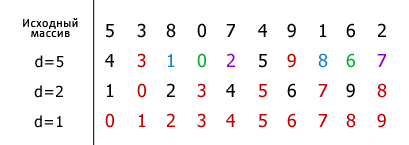 Исходный
массив 5 3 8 0 7 4 9 1 6 2
d=5 4 3 1 0 2 5 9 8 6 7
d=2 1 0 2 3 4 5 6 7 9 8
d=1 0 1 2 3 4 5 6 7 8 9